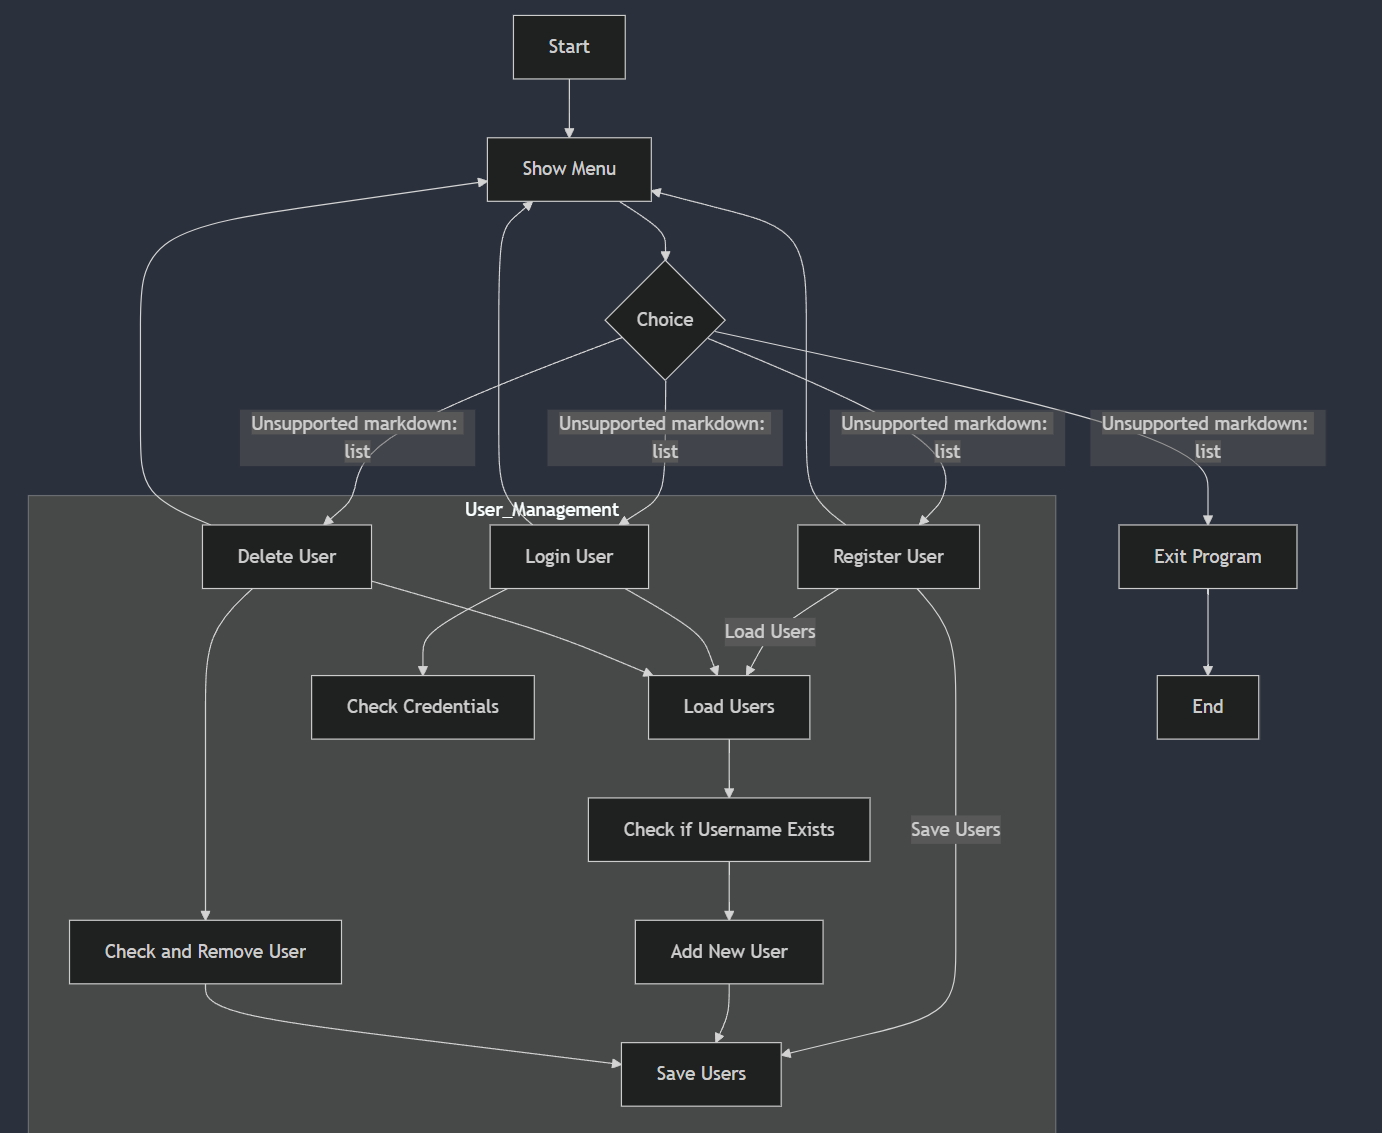 Start
Show Menu
Choice
Unsupported markdown:
list
Unsupported markdown:
list
Unsupported markdown:
list
Unsupported markdown:
list
User_Management
Delete User
Login User
Register User
Exit Program
Load Users
Check Credentials
Load Users
End
Check if Username Exists
Save Users
Check and Remove User
Add New User
Save Users